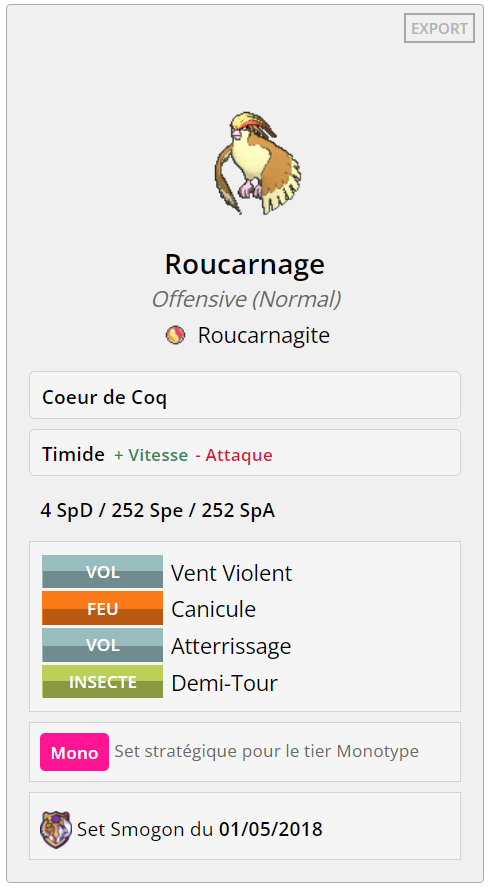 EXPORT
Roucarnage
Offensive (Normal)
Roucarnagite
Coeur de Coq
Timide + Vitesse - Attaque
4 SpD / 252 Spe / 252 SpA
VOL Vent Violent
FEU Canicule
VOL Atterrissage
INSECTE Demi-Tour
Mono Set stratégique pour le tier Monotype
Set Smogon du 01/05/2018